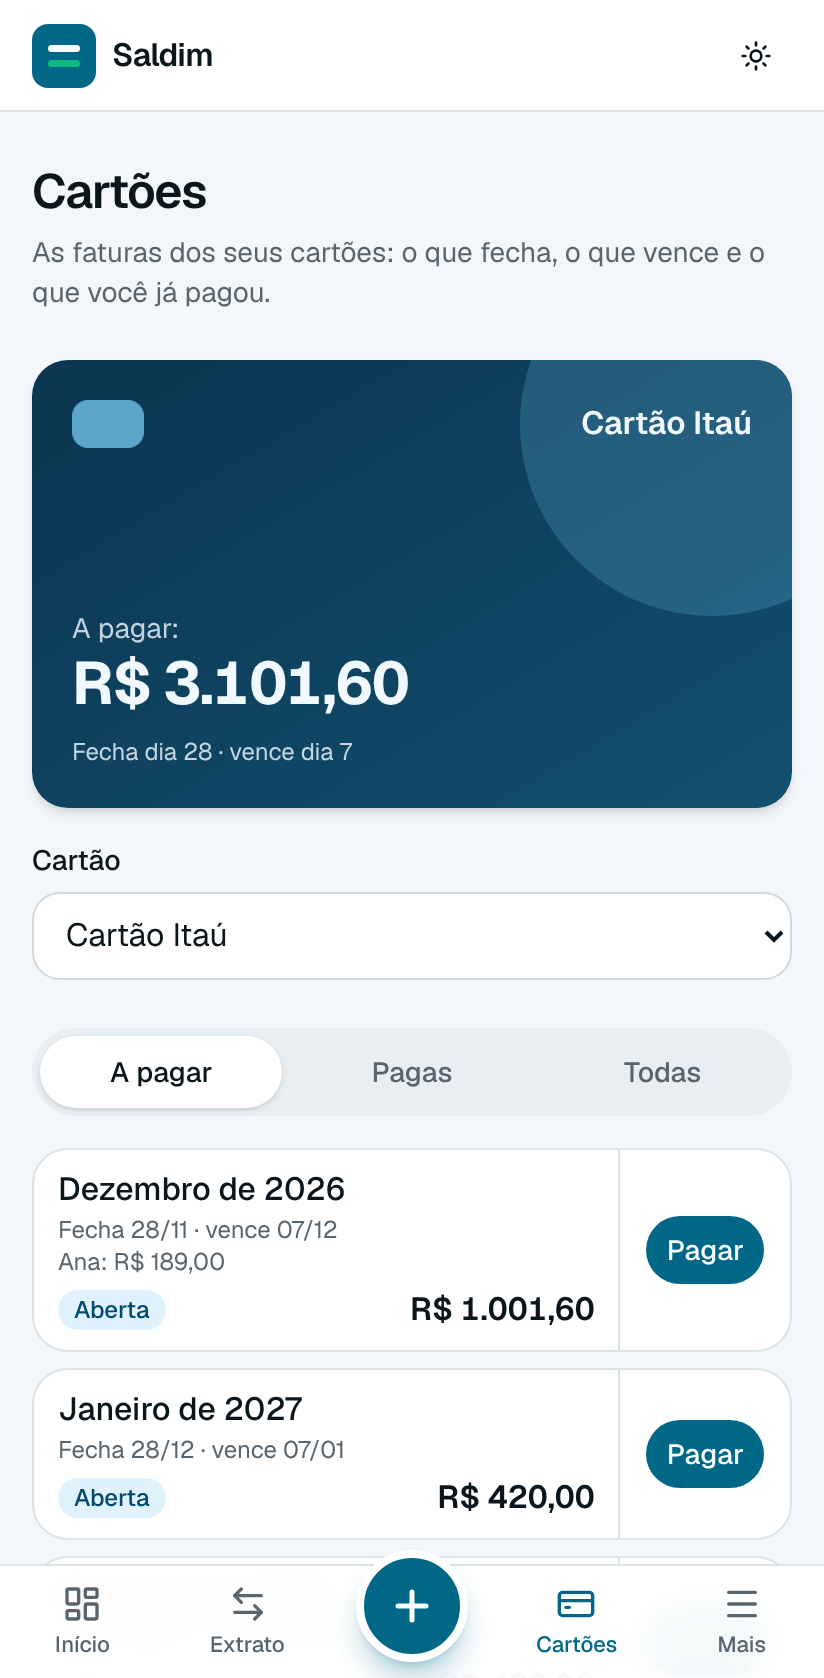 Saldim
Cartões
As faturas dos seus cartões: o que fecha, o que vence e o
que você já pagou.
Cartão Itaú
A pagar:
R$ 3.101,60
Fecha dia 28 · vence dia 7
Cartão
Cartão Itaú
A pagar
Pagas
Todas
Dezembro de 2026
Fecha 28/11 · vence 07/12
Ana: R$ 189,00
Aberta
R$ 1.001,60
Pagar
Janeiro de 2027
Fecha 28/12 · vence 07/01
Aberta
R$ 420,00
Pagar
Início
Extrato
Cartões
Mais